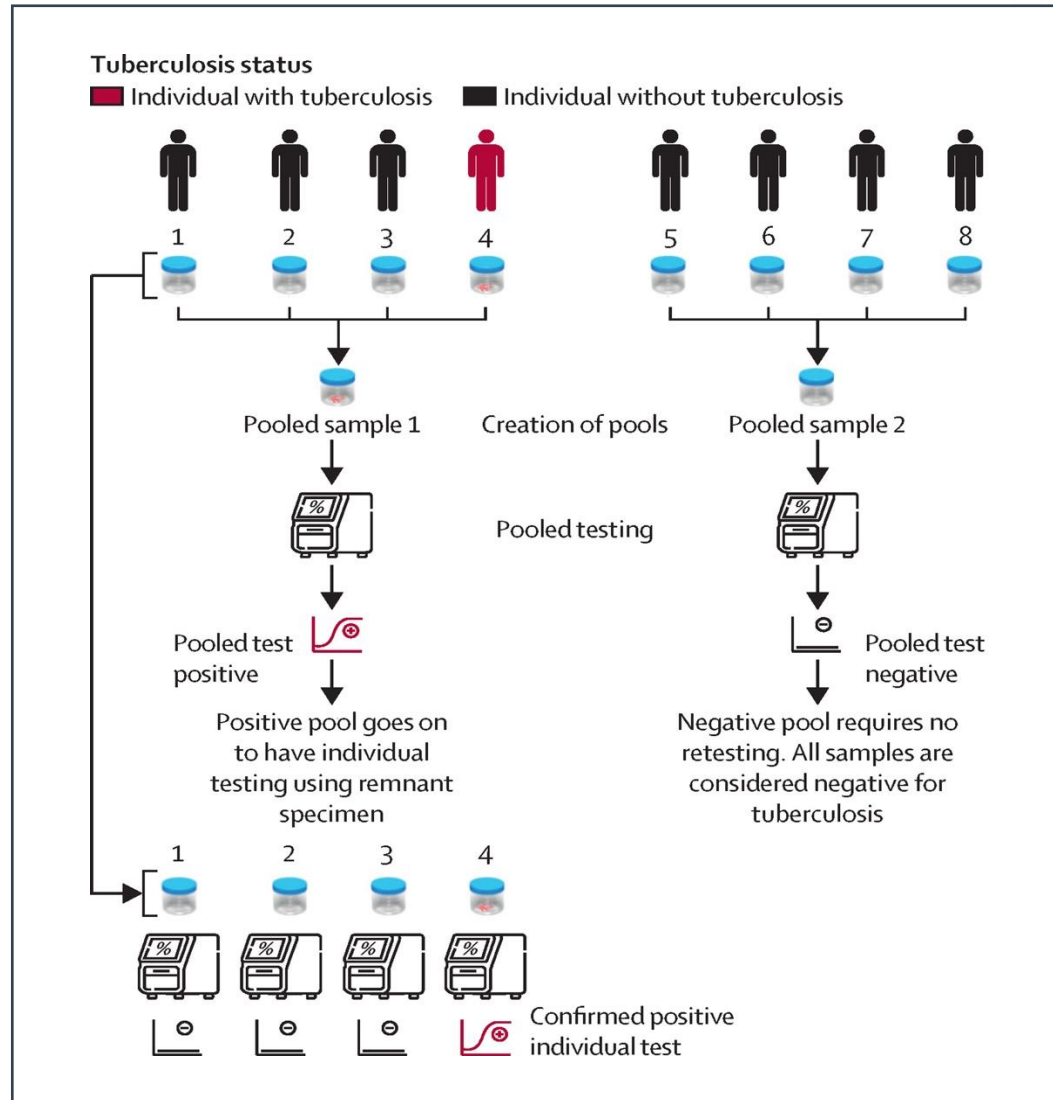 Tuberculosis status
Individual with tuberculosis Individual without tuberculosis
1 2 3 4 5 6 7 8
Pooled sample 1 Creation of pools Pooled sample 2
%
Pooled testing
%
Pooled test
positive
+
−
Pooled test
negative
Positive pool goes on
to have individual
testing using remnant
specimen
Negative pool requires no
retesting. All samples are
considered negative for
tuberculosis
1 2 3 4
% % % %
− − − +
Confirmed positive
individual test